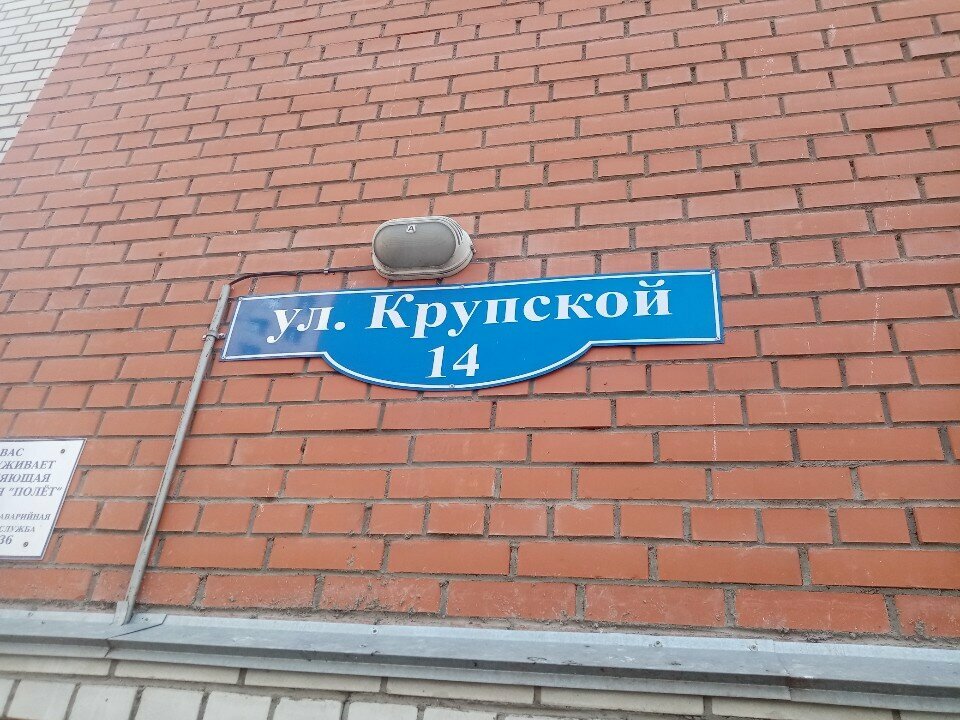 ул. Крупской
14
ВАС
ЖИВАЕТ
ЯЮЩАЯ
"ПОЛЁТ"
АВАРИЙНАЯ
СЛУЖБА
36